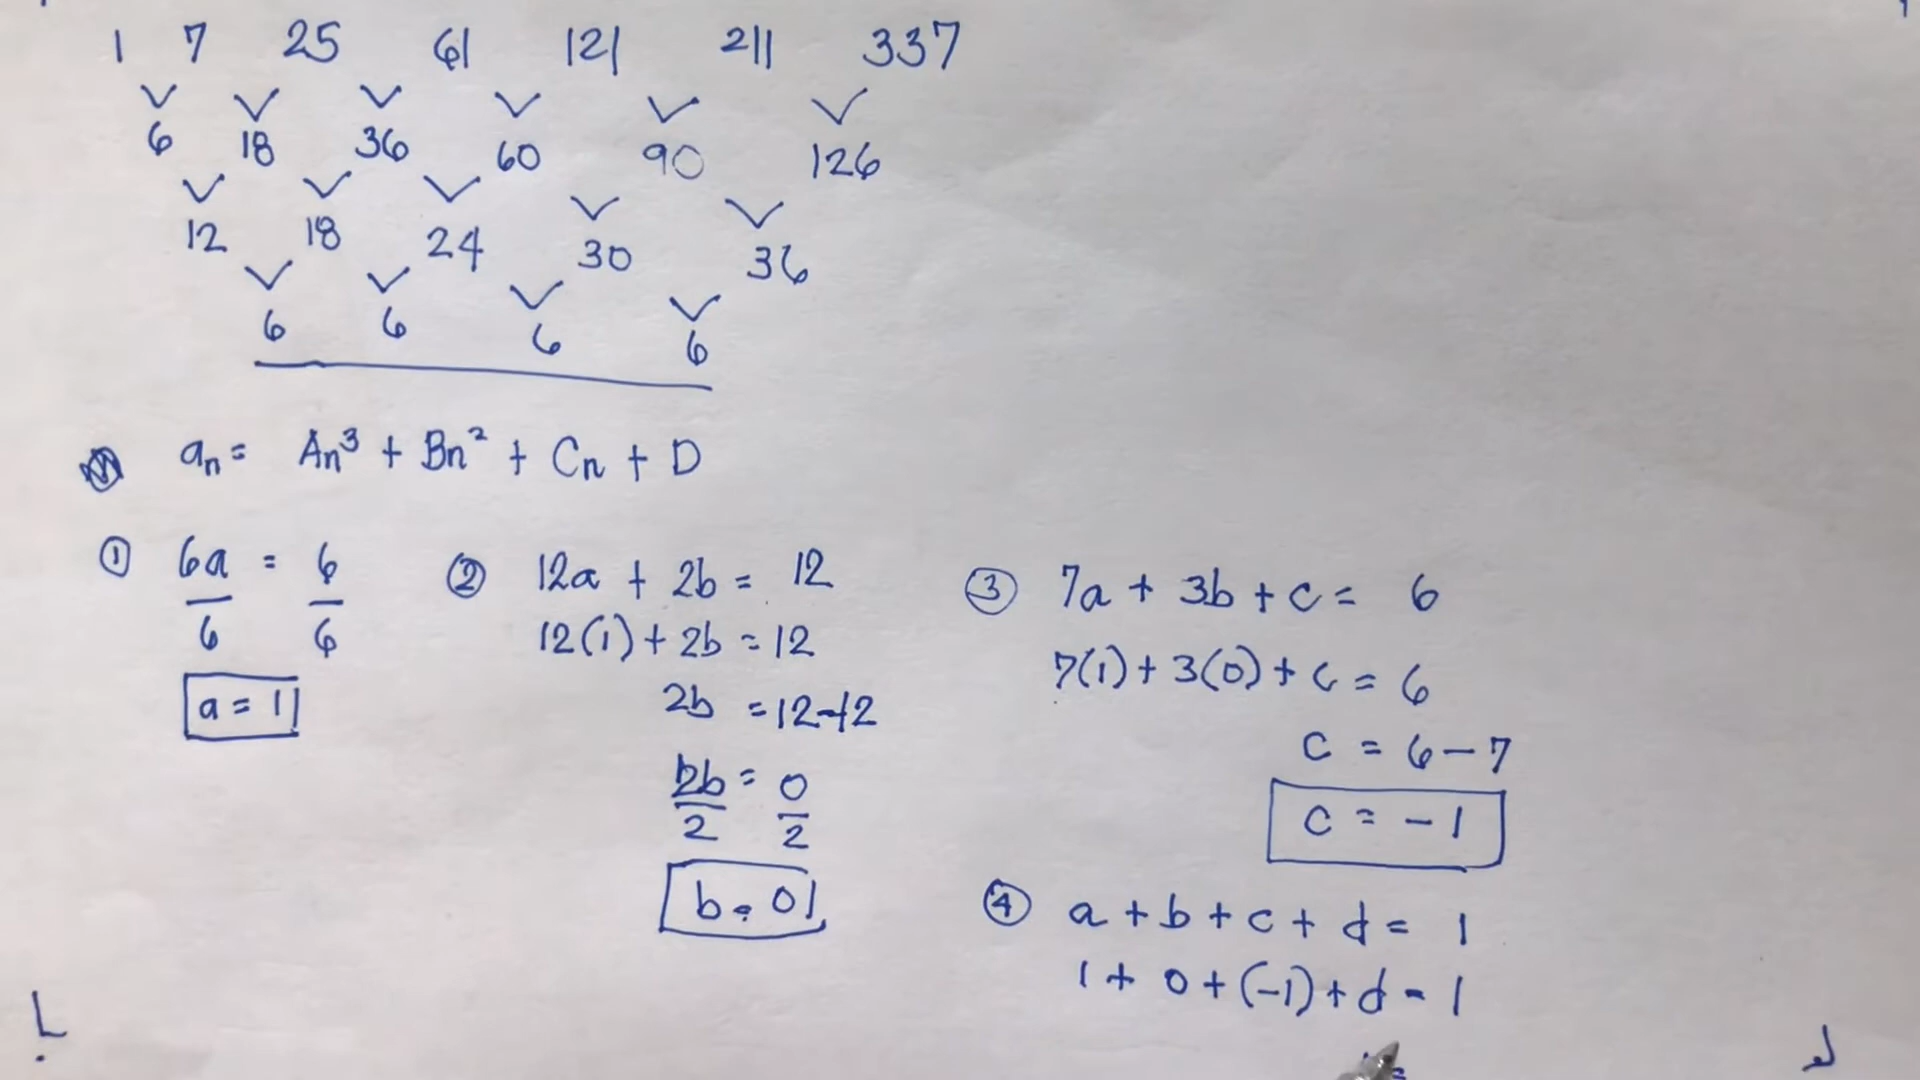 1 7 25 61 121 211 337
6 18 36 60 90 126
12 18 24 30 36
6 6 6 6
aₙ = An³ + Bn² + Cn + D
① 6a = 6
6 6
a = 1
② 12a + 2b = 12
12(1) + 2b = 12
2b = 12-12
2b = 0
2 2
b = 0
③ 7a + 3b + c = 6
7(1) + 3(0) + c = 6
c = 6 - 7
c = -1
④ a + b + c + d = 1
1 + 0 + (-1) + d = 1
=